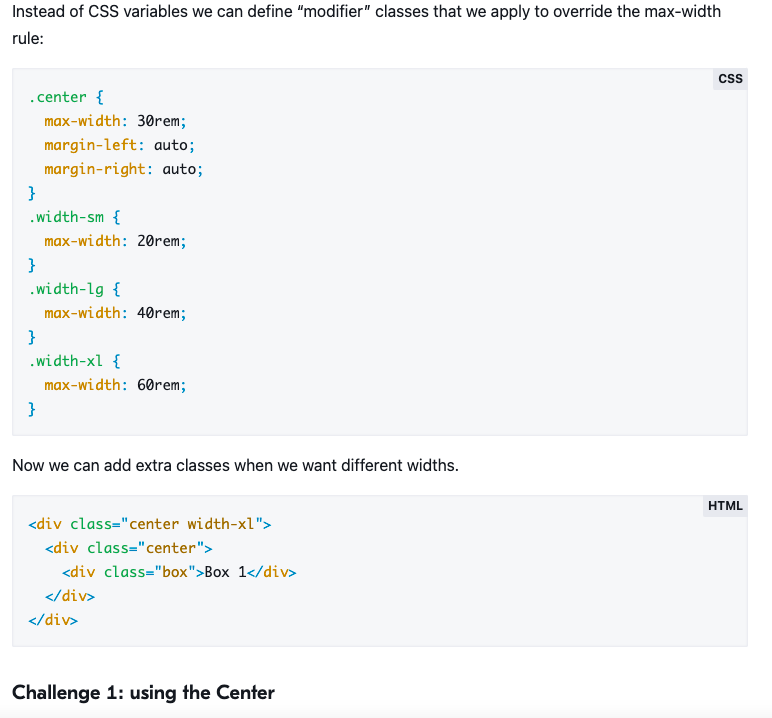 Instead of CSS variables we can define “modifier” classes that we apply to override the max-width
rule:
CSS
.center {
  max-width: 30rem;
  margin-left: auto;
  margin-right: auto;
}
.width-sm {
  max-width: 20rem;
}
.width-lg {
  max-width: 40rem;
}
.width-xl {
  max-width: 60rem;
}
Now we can add extra classes when we want different widths.
HTML
<div class="center width-xl">
  <div class="center">
    <div class="box">Box 1</div>
  </div>
</div>
Challenge 1: using the Center